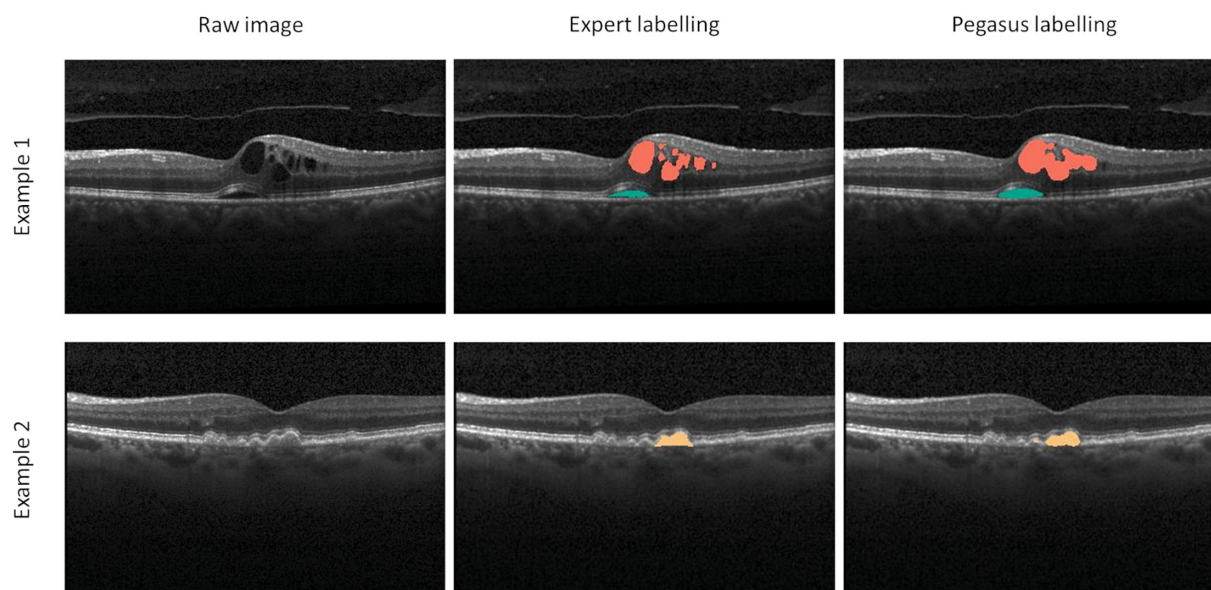 Raw image
Expert labelling
Pegasus labelling
Example 1
Example 2